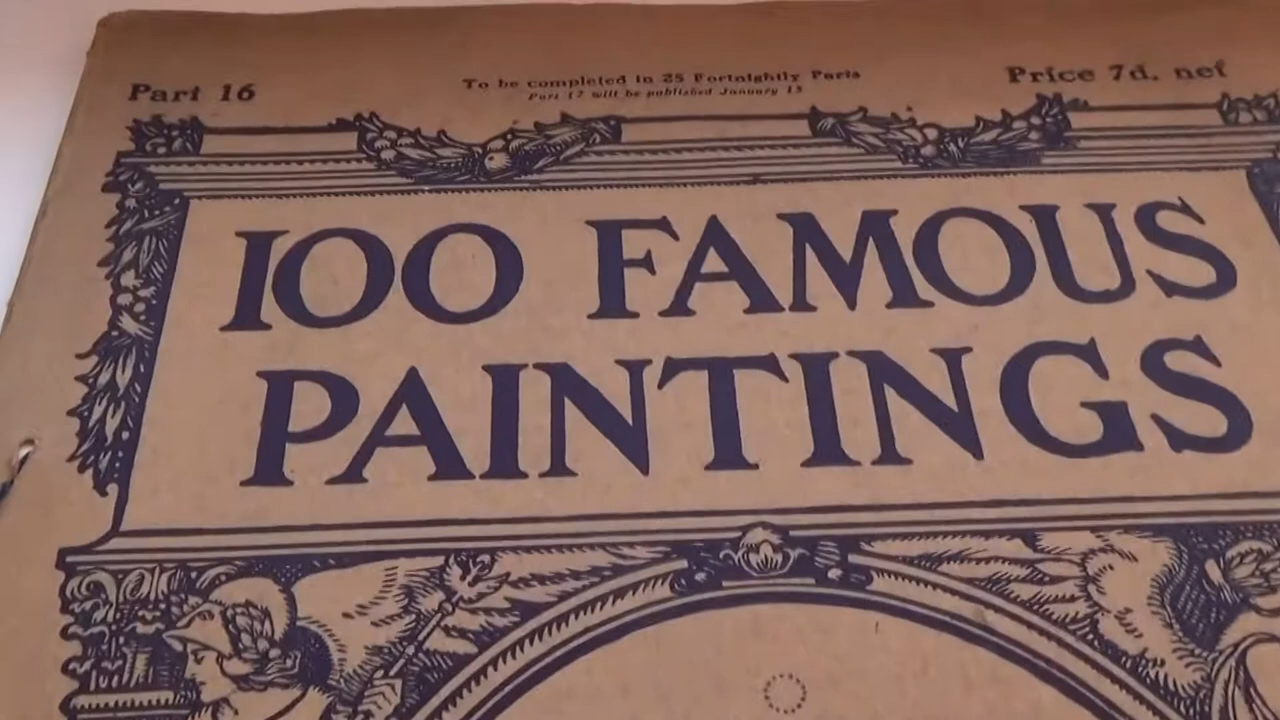 Part 16
To be completed in 25 Fortnightly Parts
Price 7d. net
Part 17 will be published January 15
100 FAMOUS
PAINTINGS